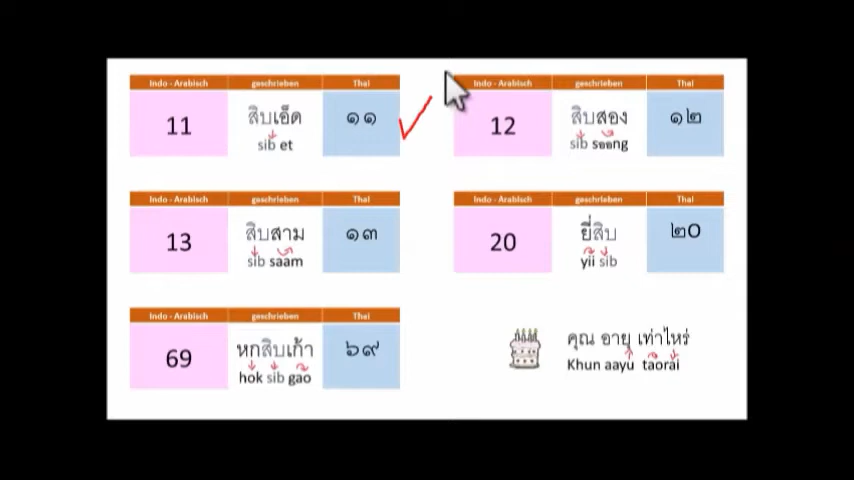 Indo - Arabisch geschrieben Thai
11 สิบเอ็ด ๑๑
sib et
Indo - Arabisch geschrieben Thai
12 สิบสอง ๑๒
sib soong
Indo - Arabisch geschrieben Thai
13 สิบสาม ๑๓
sib saam
Indo - Arabisch geschrieben Thai
20 ยี่สิบ ๒๐
yii sib
Indo - Arabisch geschrieben Thai
69 หกสิบเก้า ๖๙
hok sib gao
คุณ อายุ เท่าไหร่
Khun aayu taorai